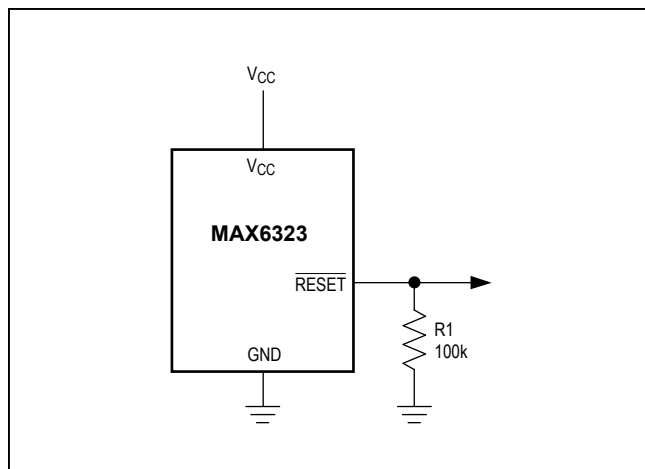 VCC
VCC
MAX6323
RESET
R1
100k
GND